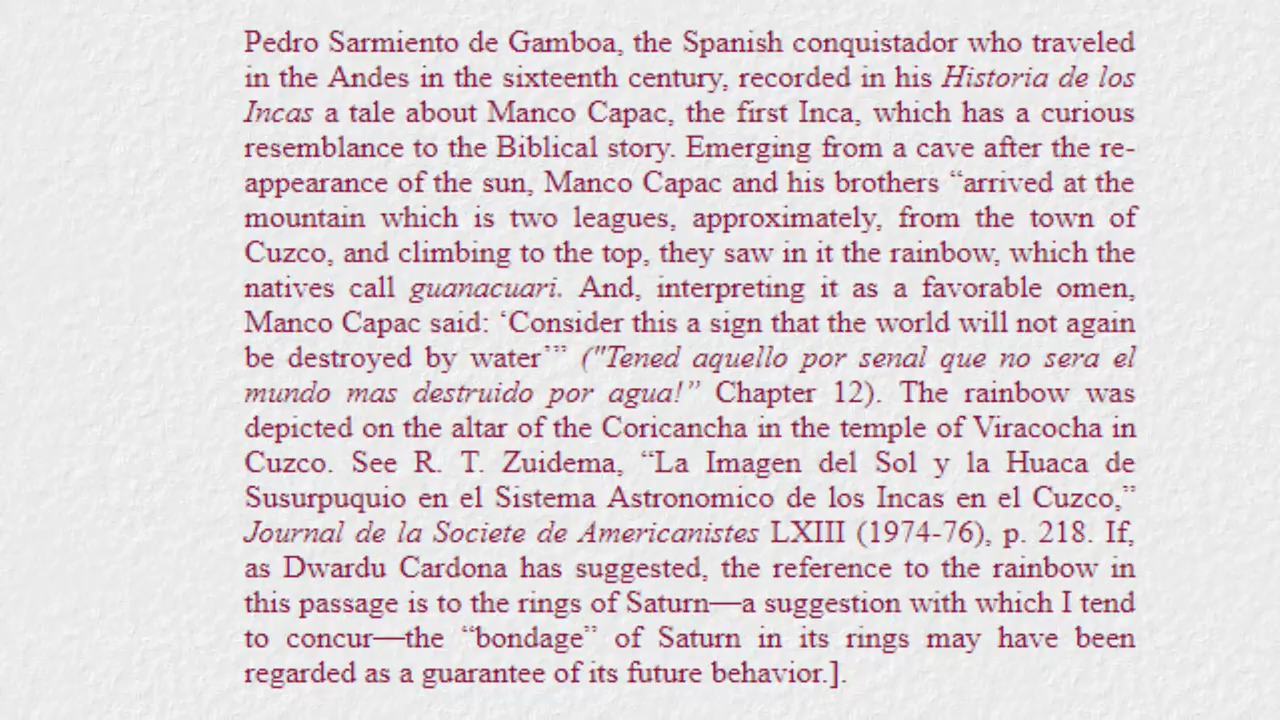 Pedro Sarmiento de Gamboa, the Spanish conquistador who traveled
in the Andes in the sixteenth century, recorded in his Historia de los
Incas a tale about Manco Capac, the first Inca, which has a curious
resemblance to the Biblical story. Emerging from a cave after the re-
appearance of the sun, Manco Capac and his brothers “arrived at the
mountain which is two leagues, approximately, from the town of
Cuzco, and climbing to the top, they saw in it the rainbow, which the
natives call guanacuari. And, interpreting it as a favorable omen,
Manco Capac said: ‘Consider this a sign that the world will not again
be destroyed by water’” ("Tened aquello por senal que no sera el
mundo mas destruido por agua!” Chapter 12). The rainbow was
depicted on the altar of the Coricancha in the temple of Viracocha in
Cuzco. See R. T. Zuidema, “La Imagen del Sol y la Huaca de
Susurpuquio en el Sistema Astronomico de los Incas en el Cuzco,”
Journal de la Societe de Americanistes LXIII (1974-76), p. 218. If,
as Dwardu Cardona has suggested, the reference to the rainbow in
this passage is to the rings of Saturn—a suggestion with which I tend
to concur—the “bondage” of Saturn in its rings may have been
regarded as a guarantee of its future behavior.].